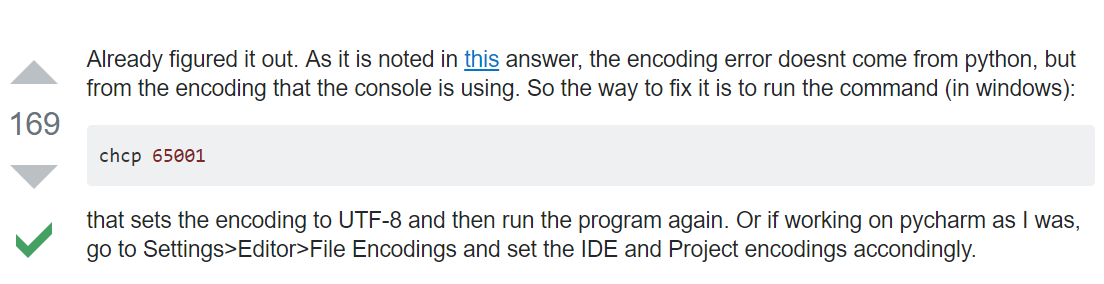 Already figured it out. As it is noted in this answer, the encoding error doesnt come from python, but
from the encoding that the console is using. So the way to fix it is to run the command (in windows):
169
chcp 65001
that sets the encoding to UTF-8 and then run the program again. Or if working on pycharm as I was,
go to Settings>Editor>File Encodings and set the IDE and Project encodings accondingly.